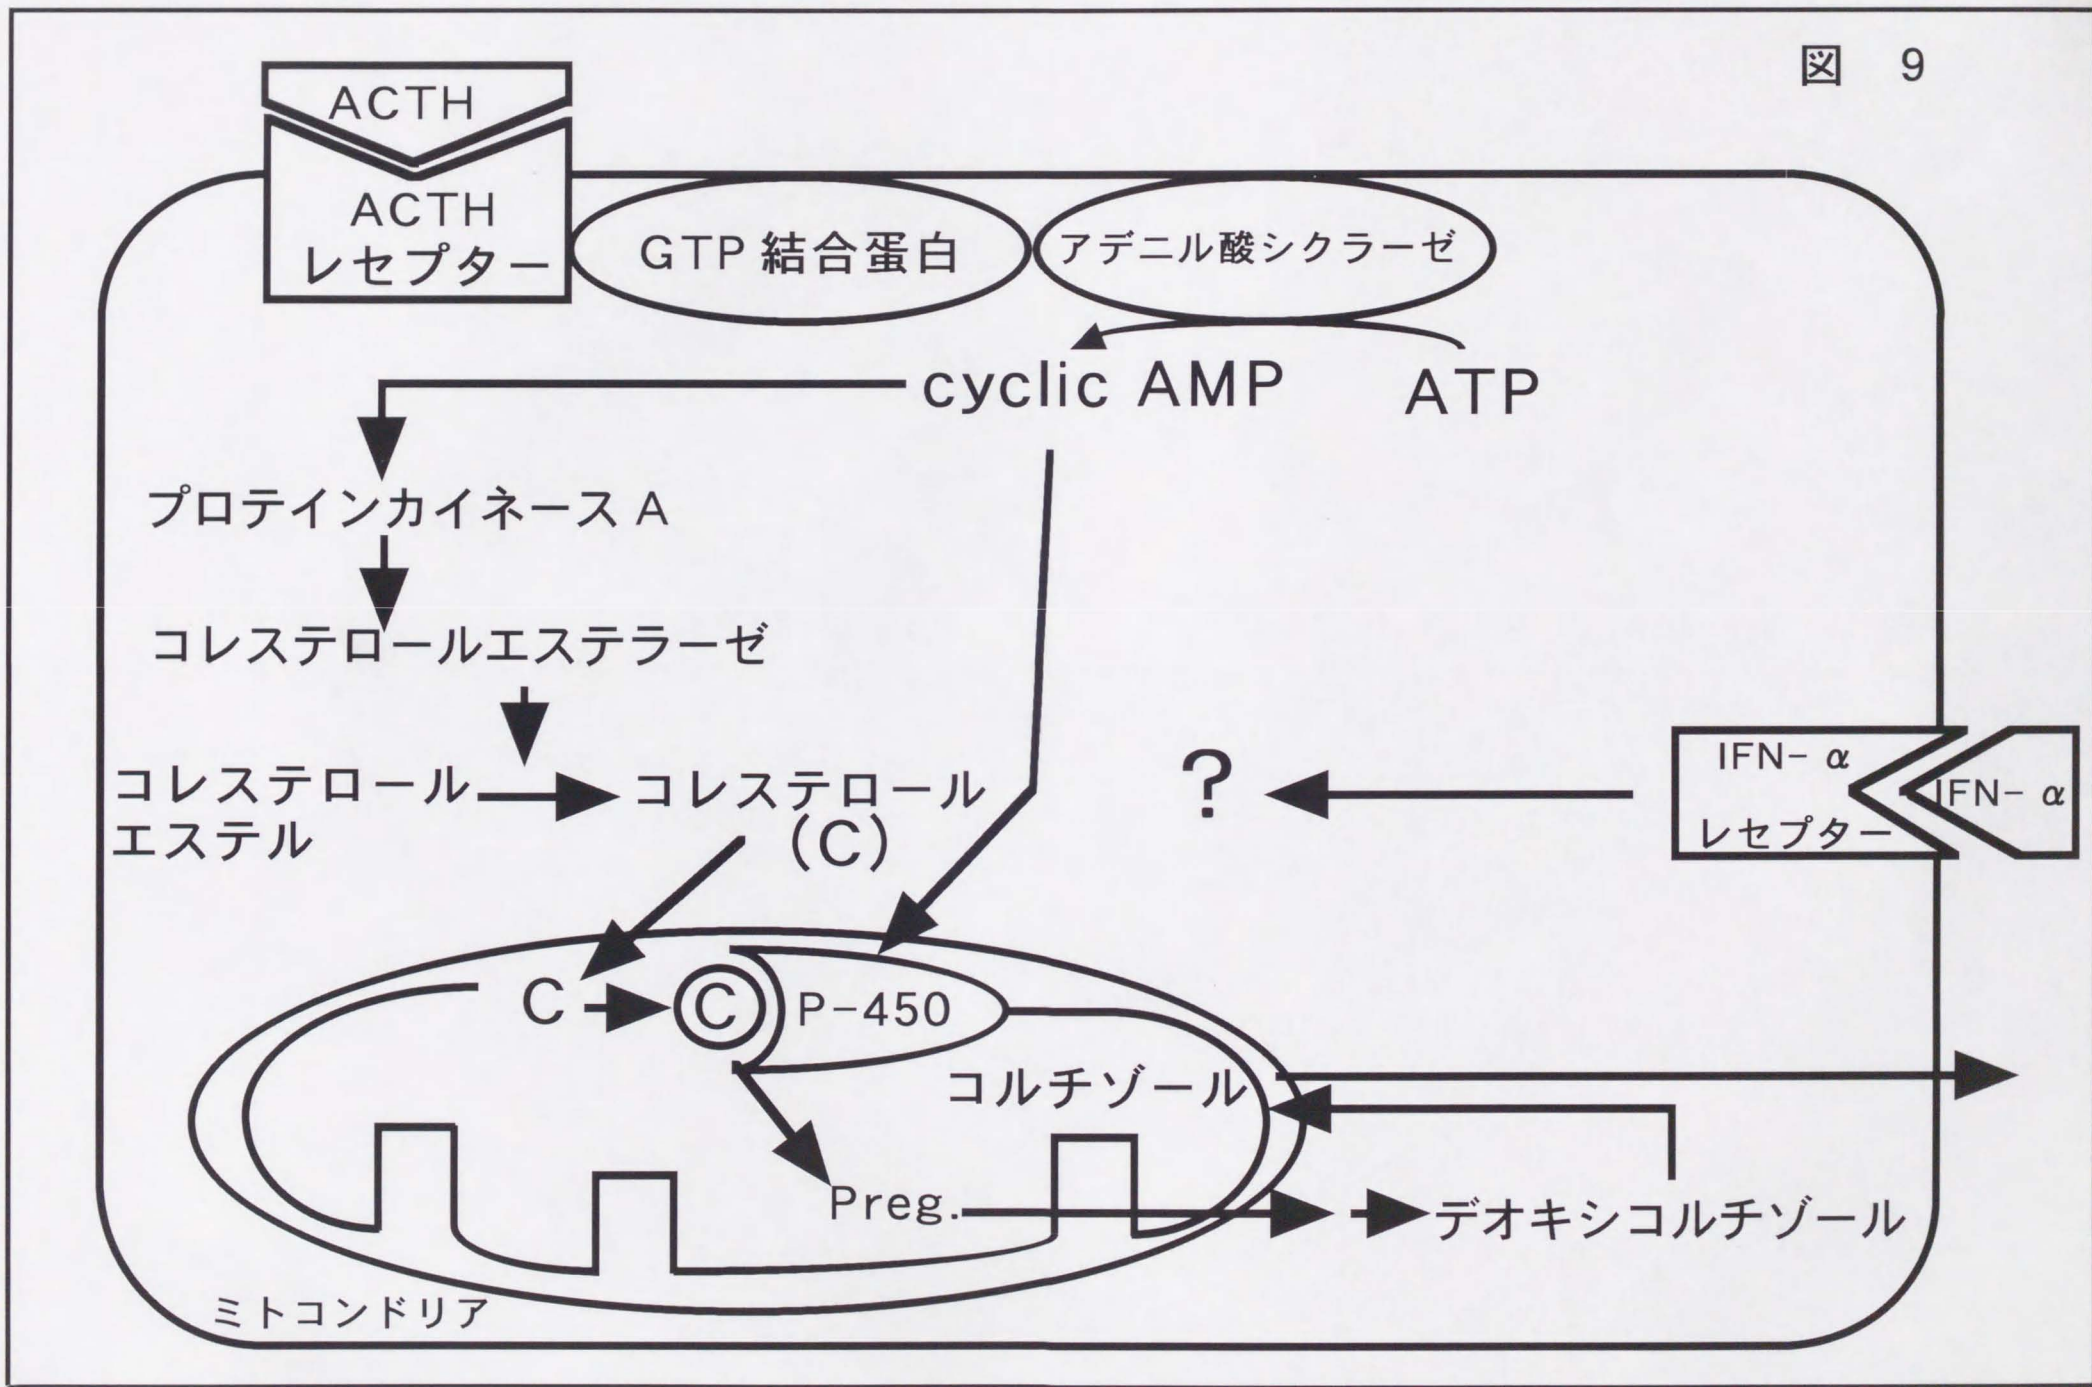 図 9
ACTH
ACTH
レセプター
GTP 結合蛋白
アデニル酸シクラーゼ
cyclic AMP
ATP
プロテインカイネース A
コレステロールエステラーゼ
コレステロール
エステル
コレステロール
(C)
?
IFN- α
レセプター
IFN- α
C
C
P-450
コルチゾール
Preg.
デオキシコルチゾール
ミトコンドリア